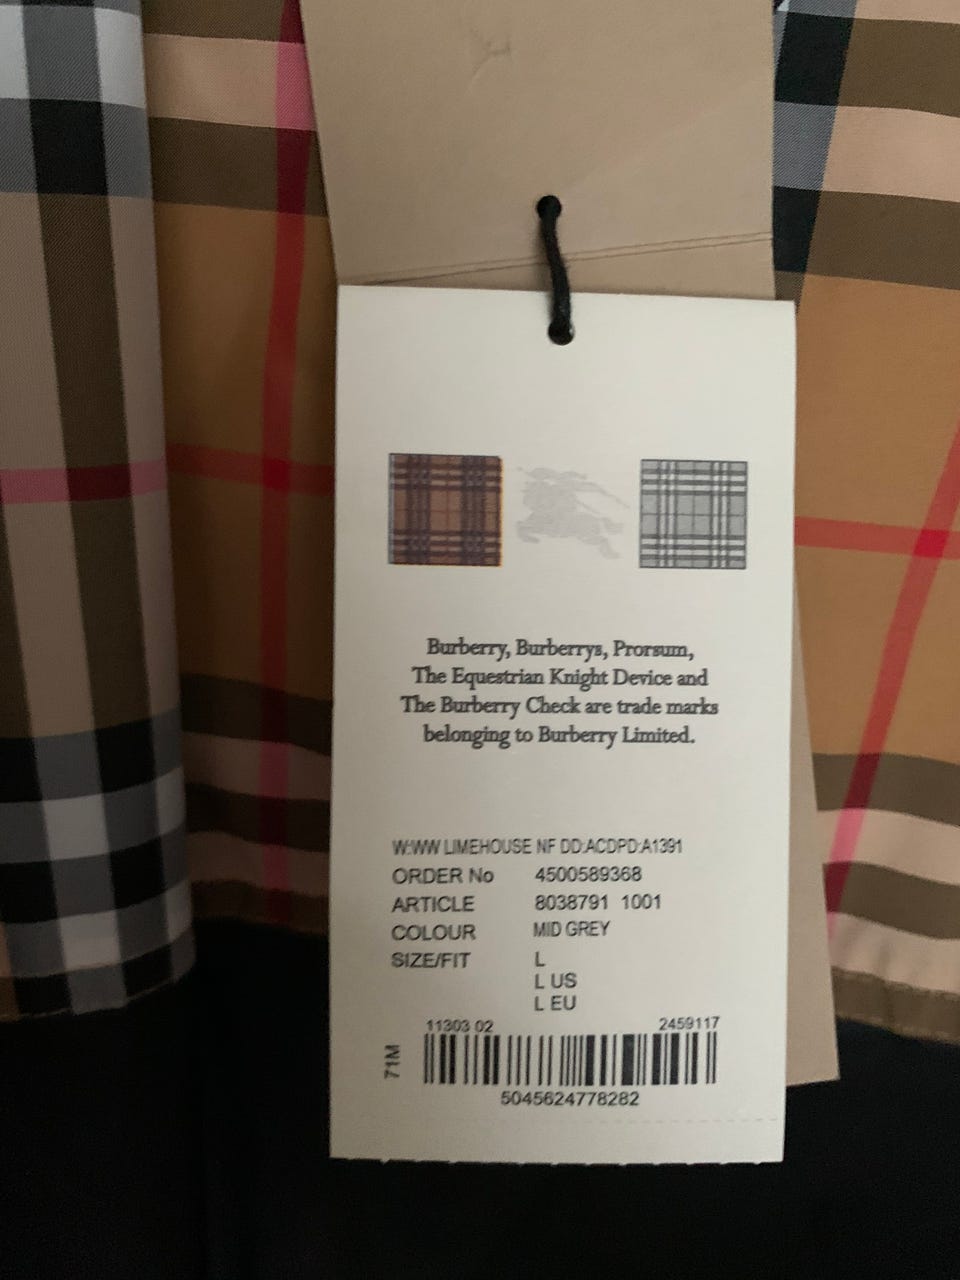 Burberry, Burberrys, Prorsum,
The Equestrian Knight Device and
The Burberry Check are trade marks
belonging to Burberry Limited.
W:WW LIMEHOUSE NF DD:ACDPD:A1391
ORDER No 4500589368
ARTICLE 8038791 1001
COLOUR MID GREY
SIZE/FIT L
L US
L EU
11303 02 2459117
71M
5045624778282